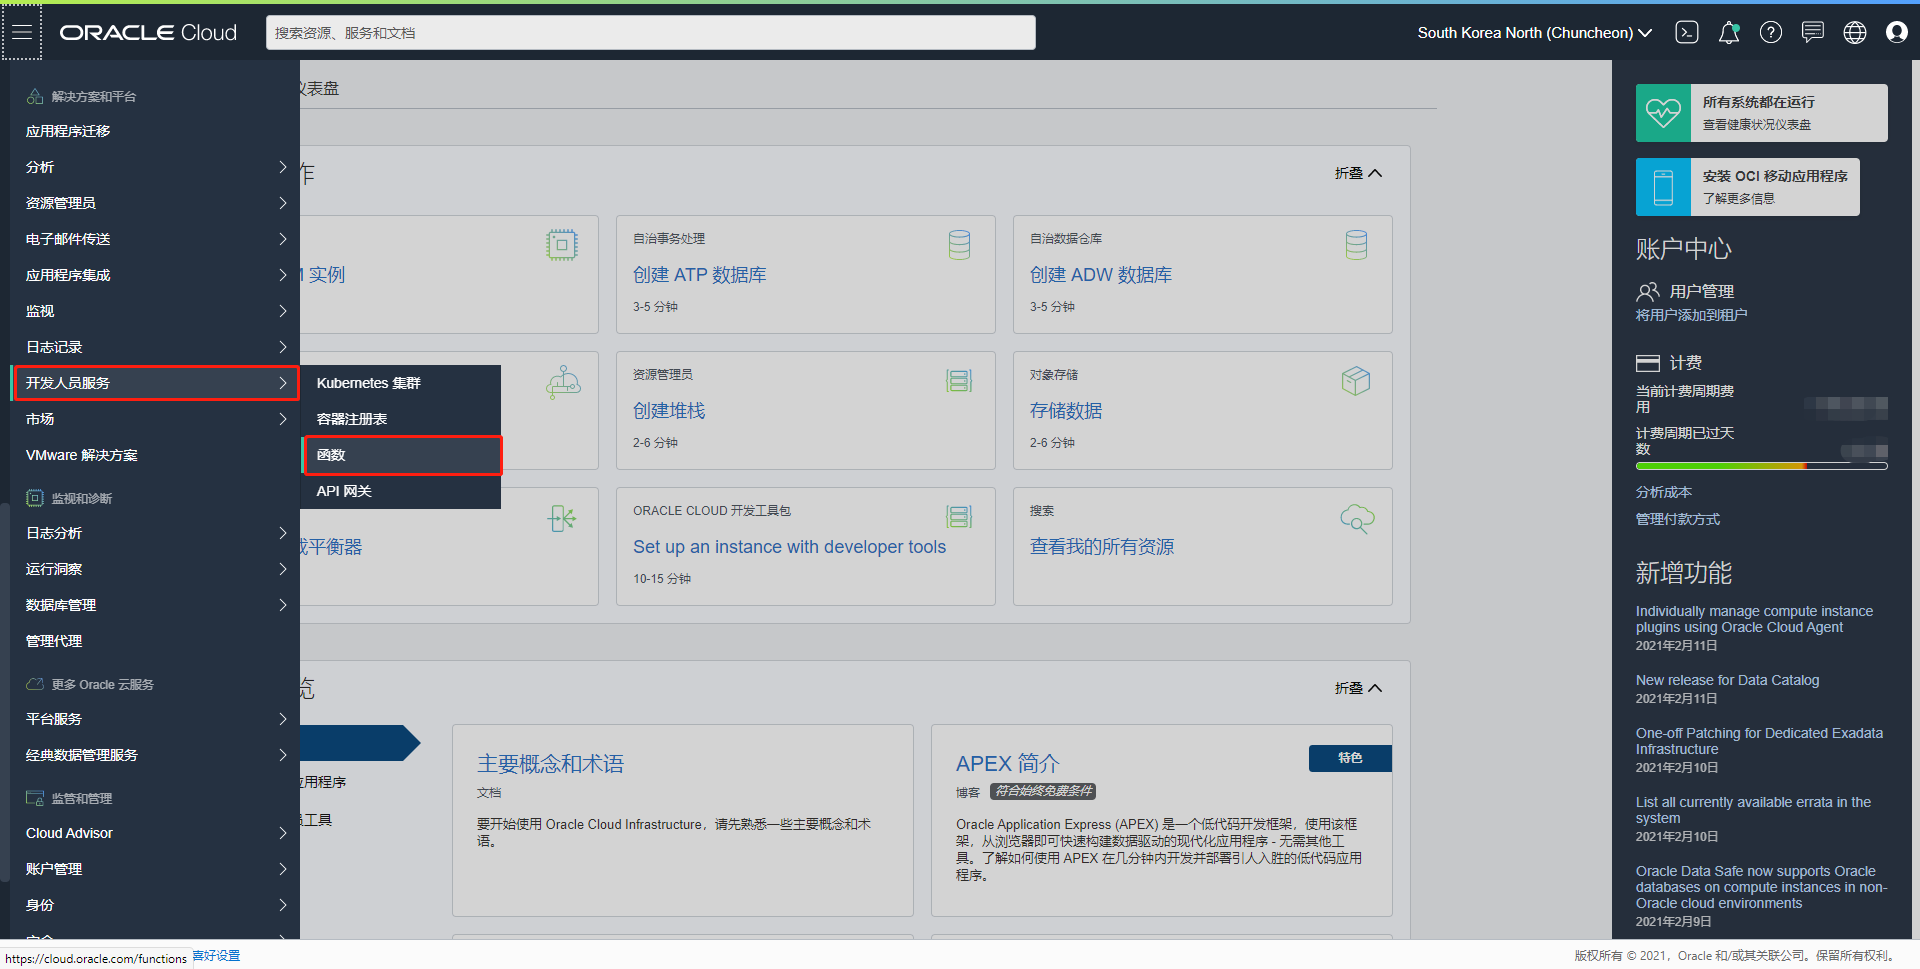 ORACLE Cloud
搜索资源、服务和文档
South Korea North (Chuncheon)
解决方案和平台
应用程序迁移
分析
资源管理员
电子邮件传送
应用程序集成
监视
日志记录
开发人员服务
市场
VMware 解决方案
监视和诊断
日志分析
运行洞察
数据库管理
管理代理
更多 Oracle 云服务
平台服务
经典数据管理服务
监管和管理
Cloud Advisor
账户管理
身份
Kubernetes 集群
容器注册表
函数
API 网关
表盘
作
折叠
实例
自治事务处理
创建 ATP 数据库
3-5 分钟
自治数据仓库
创建 ADW 数据库
3-5 分钟
资源管理员
创建堆栈
2-6 分钟
对象存储
存储数据
2-6 分钟
平衡器
ORACLE CLOUD 开发工具包
Set up an instance with developer tools
10-15 分钟
搜索
查看我的所有资源
览
折叠
应用程序
工具
主要概念和术语
文档
要开始使用 Oracle Cloud Infrastructure，请先熟悉一些主要概念和术
语。
APEX 简介
特色
博客 符合始终免费条件
Oracle Application Express (APEX) 是一个低代码开发框架，使用该框
架，从浏览器即可快速构建数据驱动的现代化应用程序 - 无需其他工
具。了解如何使用 APEX 在几分钟内开发并部署引人入胜的低代码应用
程序。
所有系统都在运行
查看健康状况仪表盘
安装 OCI 移动应用程序
了解更多信息
账户中心
用户管理
将用户添加到租户
计费
当前计费周期费
用
计费周期已过天
数
分析成本
管理付款方式
新增功能
Individually manage compute instance
plugins using Oracle Cloud Agent
2021年2月11日
New release for Data Catalog
2021年2月11日
One-off Patching for Dedicated Exadata
Infrastructure
2021年2月10日
List all currently available errata in the
system
2021年2月10日
Oracle Data Safe now supports Oracle
databases on compute instances in non-
Oracle cloud environments
2021年2月9日
https://cloud.oracle.com/functions
喜好设置
版权所有 © 2021，Oracle 和/或其关联公司。保留所有权利。